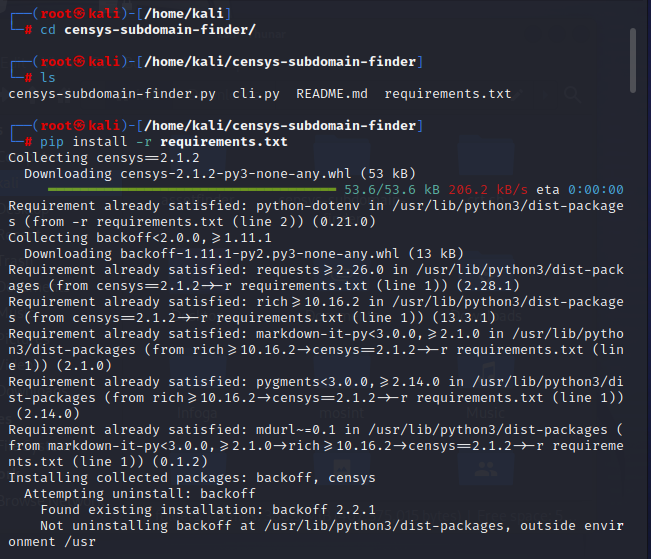 ┌──(root㉿kali)-[/home/kali]
└─# cd censys-subdomain-finder/
┌──(root㉿kali)-[/home/kali/censys-subdomain-finder]
└─# ls
censys-subdomain-finder.py  cli.py  README.md  requirements.txt
┌──(root㉿kali)-[/home/kali/censys-subdomain-finder]
└─# pip install -r requirements.txt
Collecting censys==2.1.2
  Downloading censys-2.1.2-py3-none-any.whl (53 kB)
     ━━━━━━━━━━━━━━━━━━━━━━━━━━━━━━━━━━━━ 53.6/53.6 kB 206.2 kB/s eta 0:00:00
Requirement already satisfied: python-dotenv in /usr/lib/python3/dist-package
s (from -r requirements.txt (line 2)) (0.21.0)
Collecting backoff<2.0.0,>=1.11.1
  Downloading backoff-1.11.1-py2.py3-none-any.whl (13 kB)
Requirement already satisfied: requests>=2.26.0 in /usr/lib/python3/dist-pack
ages (from censys==2.1.2->-r requirements.txt (line 1)) (2.28.1)
Requirement already satisfied: rich>=10.16.2 in /usr/lib/python3/dist-package
s (from censys==2.1.2->-r requirements.txt (line 1)) (13.3.1)
Requirement already satisfied: markdown-it-py<3.0.0,>=2.1.0 in /usr/lib/pytho
n3/dist-packages (from rich>=10.16.2->censys==2.1.2->-r requirements.txt (lin
e 1)) (2.1.0)
Requirement already satisfied: pygments<3.0.0,>=2.14.0 in /usr/lib/python3/di
st-packages (from rich>=10.16.2->censys==2.1.2->-r requirements.txt (line 1))
 (2.14.0)
Requirement already satisfied: mdurl~=0.1 in /usr/lib/python3/dist-packages (
from markdown-it-py<3.0.0,>=2.1.0->rich>=10.16.2->censys==2.1.2->-r requireme
nts.txt (line 1)) (0.1.2)
Installing collected packages: backoff, censys
  Attempting uninstall: backoff
    Found existing installation: backoff 2.2.1
    Not uninstalling backoff at /usr/lib/python3/dist-packages, outside envir
onment /usr